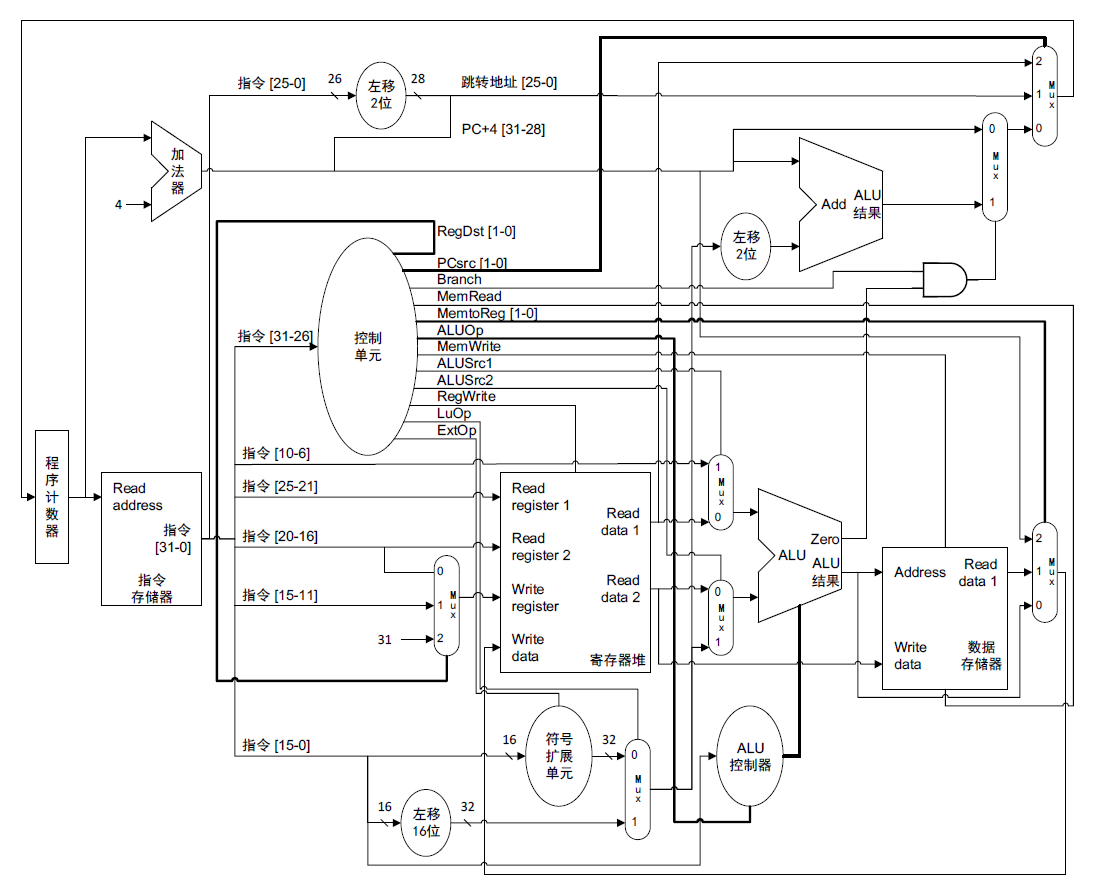 指令 [25-0]
26
左移
2位
28
跳转地址 [25-0]
PC+4 [31-28]
2
1
0
Mux
加
法
器
4
0
1
Mux
Add
ALU
结果
左移
2位
RegDst [1-0]
PCsrc [1-0]
Branch
MemRead
MemtoReg [1-0]
ALUOp
MemWrite
ALUSrc1
ALUSrc2
RegWrite
LuOp
ExtOp
指令 [31-26]
控制
单元
程
序
计
数
器
Read
address
指令
[31-0]
指令
存储器
指令 [10-6]
指令 [25-21]
指令 [20-16]
指令 [15-11]
31
0
1
2
Mux
Read
register 1
Read
register 2
Write
register
Write
data
Read
data 1
Read
data 2
寄存器堆
1
0
Mux
0
1
Mux
Zero
ALU
ALU
结果
Address
Read
data 1
Write
data
数据
存储器
2
1
0
Mux
指令 [15-0]
16
符号
扩展
单元
32
0
1
Mux
16
左移
16位
32
ALU
控制器